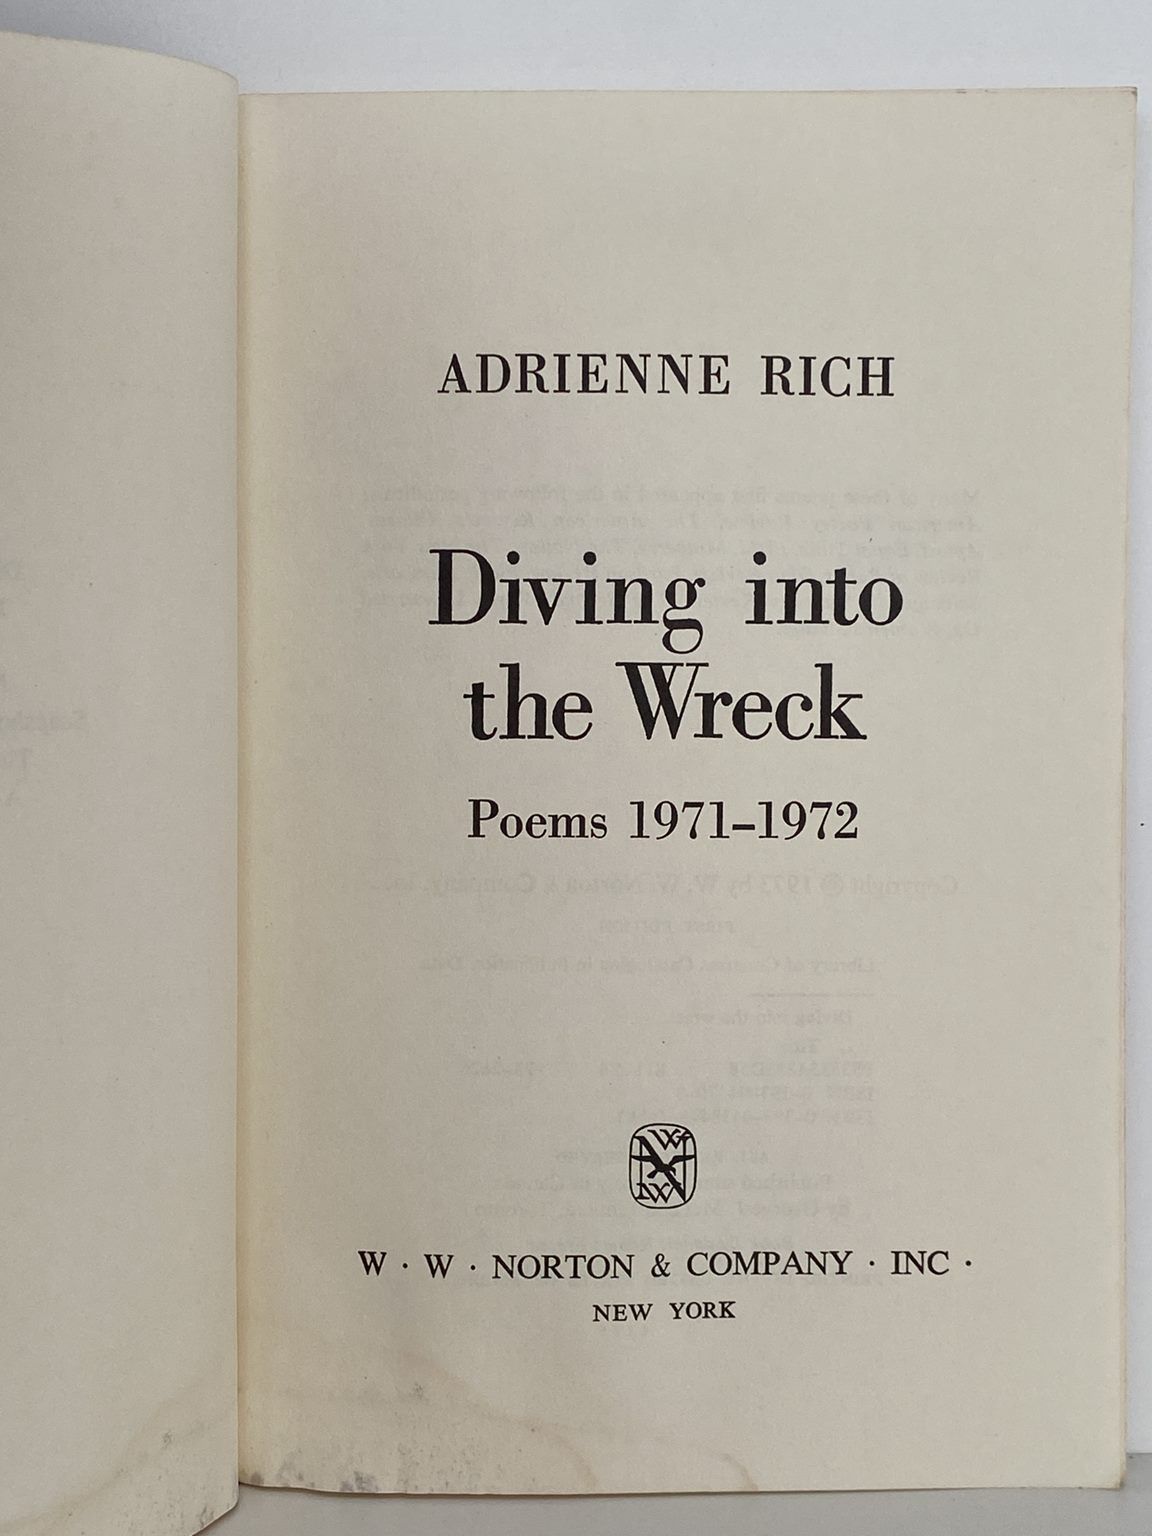 ADRIENNE RICH
Diving into
the Wreck
Poems 1971–1972
W · W · NORTON & COMPANY · INC ·
NEW YORK